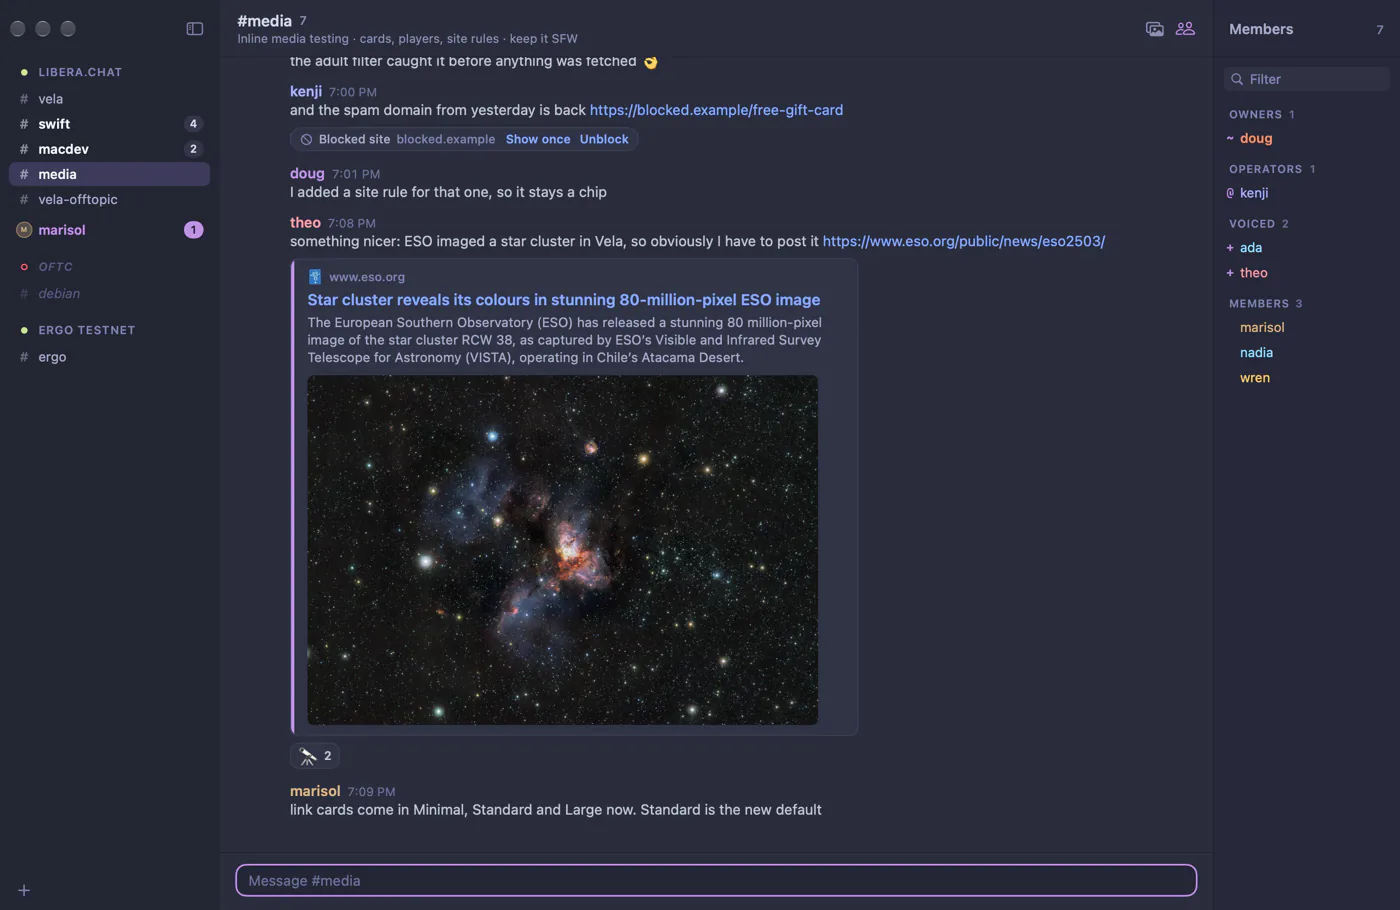 LIBERA.CHAT
# vela
# swift 4
# macdev 2
# media
# vela-offtopic
M marisol 1
OFTC
# debian
ERGO TESTNET
# ergo
+
#media 7
Inline media testing · cards, players, site rules · keep it SFW
the adult filter caught it before anything was fetched 👌
kenji 7:00 PM
and the spam domain from yesterday is back https://blocked.example/free-gift-card
Blocked site blocked.example Show once Unblock
doug 7:01 PM
I added a site rule for that one, so it stays a chip
theo 7:08 PM
something nicer: ESO imaged a star cluster in Vela, so obviously I have to post it https://www.eso.org/public/news/eso2503/
www.eso.org
Star cluster reveals its colours in stunning 80-million-pixel ESO image
The European Southern Observatory (ESO) has released a stunning 80 million-pixel
image of the star cluster RCW 38, as captured by ESO's Visible and Infrared Survey
Telescope for Astronomy (VISTA), operating in Chile's Atacama Desert.
🔭 2
marisol 7:09 PM
link cards come in Minimal, Standard and Large now. Standard is the new default
Message #media
Members 7
Filter
OWNERS 1
~ doug
OPERATORS 1
@ kenji
VOICED 2
+ ada
+ theo
MEMBERS 3
marisol
nadia
wren